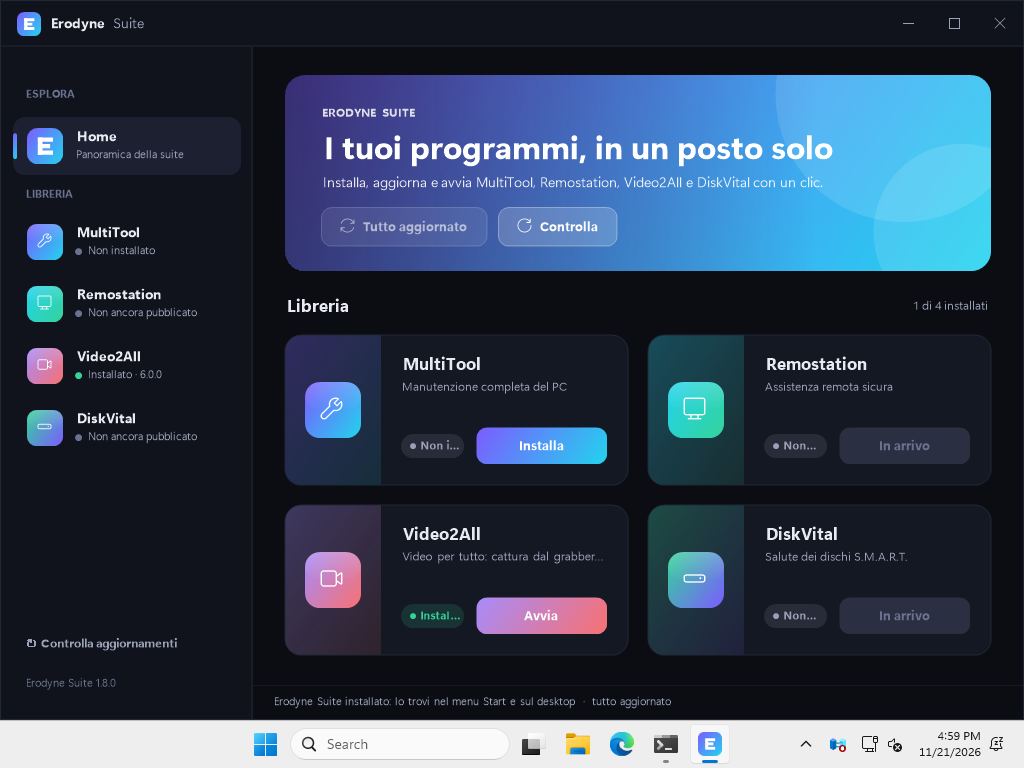 Erodyne Suite
ESPLORA
Home
Panoramica della suite
LIBRERIA
MultiTool
Non installato
Remostation
Non ancora pubblicato
Video2All
Installato · 6.0.0
DiskVital
Non ancora pubblicato
Controlla aggiornamenti
Erodyne Suite 1.8.0
ERODYNE SUITE
I tuoi programmi, in un posto solo
Installa, aggiorna e avvia MultiTool, Remostation, Video2All e DiskVital con un clic.
Tutto aggiornato
Controlla
Libreria
1 di 4 installati
MultiTool
Manutenzione completa del PC
Non i...
Installa
Remostation
Assistenza remota sicura
Non...
In arrivo
Video2All
Video per tutto: cattura dal grabber...
Instal...
Avvia
DiskVital
Salute dei dischi S.M.A.R.T.
Non...
In arrivo
Erodyne Suite installato: lo trovi nel menu Start e sul desktop · tutto aggiornato
Search
4:59 PM
11/21/2026